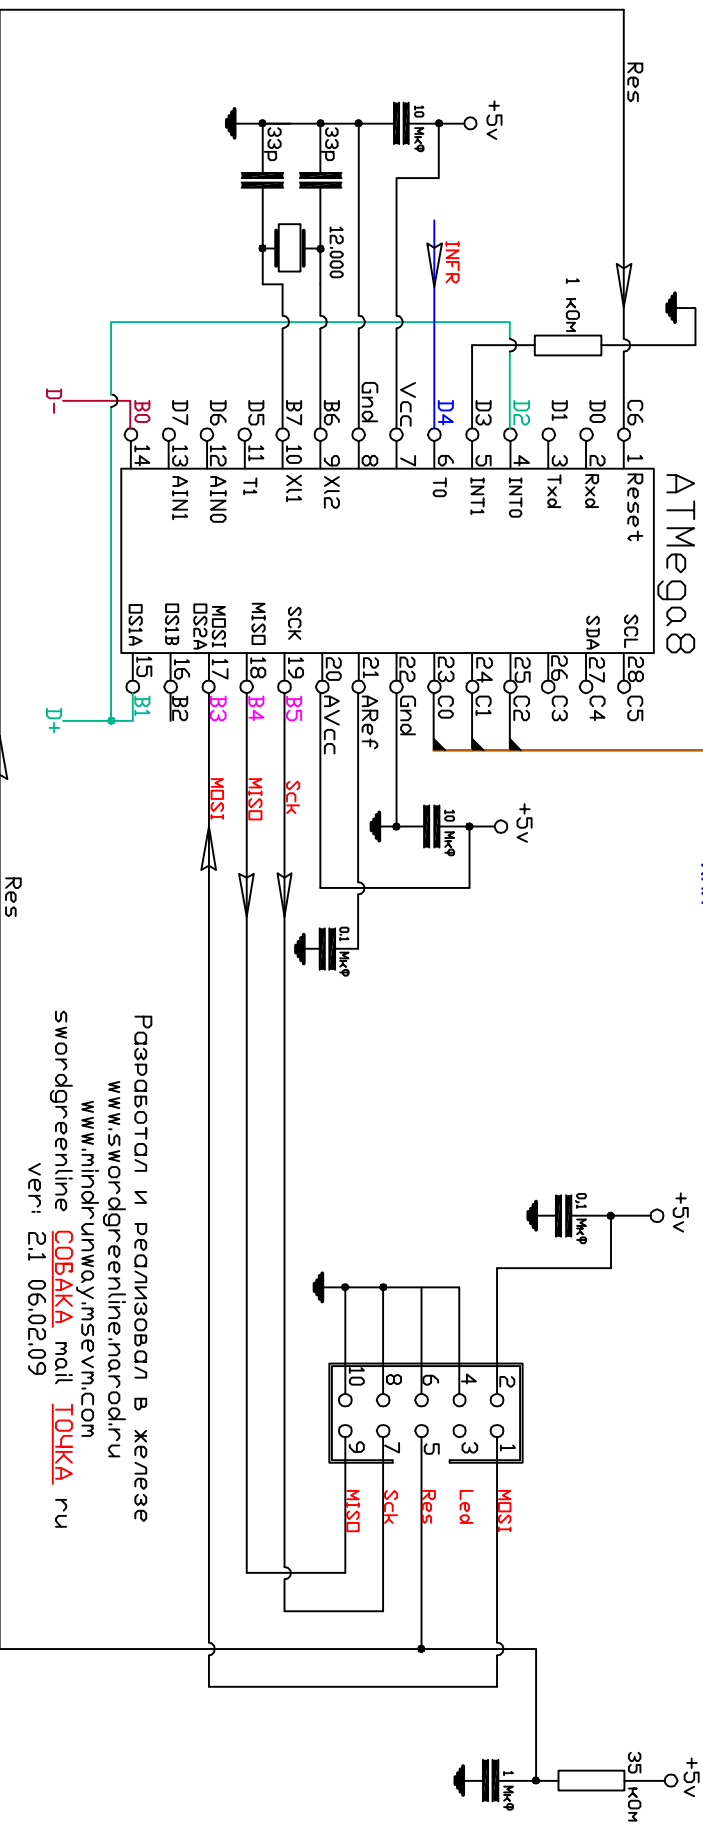 Res
+5v
10 МкФ
33p
33p
12,000
INFR
1 кОм
ATMega8
C6
1
Reset
D0
2
Rxd
D1
3
Txd
D2
4
INT0
D3
5
INT1
D4
6
T0
Vcc
7
Gnd
8
B6
9
Xl2
B7
10
Xl1
D5
11
T1
D6
12
AIN0
D7
13
AIN1
B0
14
D-
SCL
28
C5
SDA
27
C4
26
C3
25
C2
24
C1
23
C0
22
Gnd
21
ARef
20
AVcc
SCK
19
B5
MISO
18
B4
MOSI
OS2A
17
B3
OS1B
16
B2
OS1A
15
B1
D+
Sck
MISO
MOSI
+5v
10 МкФ
0.1 МкФ
Res
+5v
0,1 МкФ
2
4
6
8
10
1
3
5
7
9
MOSI
Led
Res
Sck
MISO
+5v
35 кОм
1 МкФ
Разработал и реализовал в железе
www.swordgreenline.narod.ru
www.mindrunway.msevm.com
swordgreenline СОБАКА mail ТОЧКА ru
ver: 2.1 06.02.09